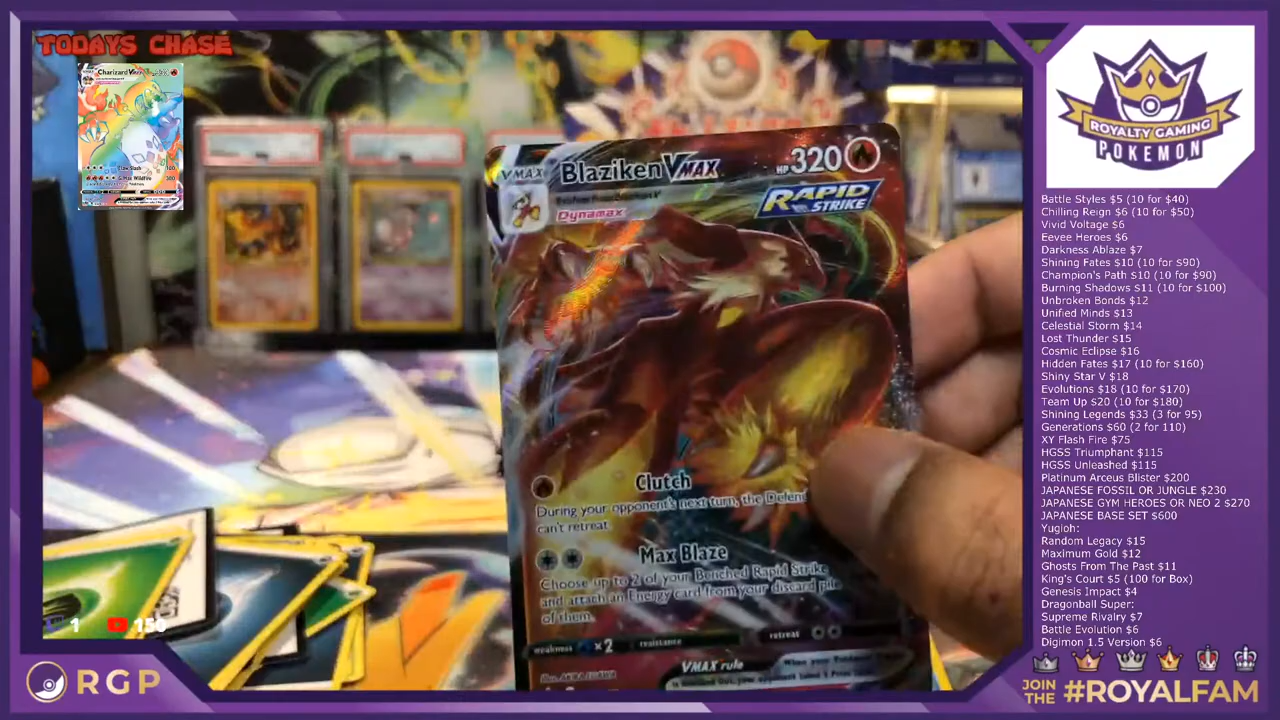 TODAYS CHASE
Charizard VMAX
G-Max Wildfire
VMAX
Blaziken VMAX
HP 320
Dynamax
RAPID
STRIKE
Clutch
During your opponent's next turn, the Defend
can't retreat.
Max Blaze
Choose up to 2 of your Benched Rapid Strike
and attach an Energy card from your discard pile
of them.
weakness x2 resistance retreat
VMAX rule
1
150
RGP
ROYALTY GAMING
POKEMON
Battle Styles $5 (10 for $40)
Chilling Reign $6 (10 for $50)
Vivid Voltage $6
Eevee Heroes $6
Darkness Ablaze $7
Shining Fates $10 (10 for $90)
Champion's Path $10 (10 for $90)
Burning Shadows $11 (10 for $100)
Unbroken Bonds $12
Unified Minds $13
Celestial Storm $14
Lost Thunder $15
Cosmic Eclipse $16
Hidden Fates $17 (10 for $160)
Shiny Star V $18
Evolutions $18 (10 for $170)
Team Up $20 (10 for $180)
Shining Legends $33 (3 for 95)
Generations $60 (2 for 110)
XY Flash Fire $75
HGSS Triumphant $115
HGSS Unleashed $115
Platinum Arceus Blister $200
JAPANESE FOSSIL OR JUNGLE $230
JAPANESE GYM HEROES OR NEO 2 $270
JAPANESE BASE SET $600
Yugioh:
Random Legacy $15
Maximum Gold $12
Ghosts From The Past $11
King's Court $5 (100 for Box)
Genesis Impact $4
Dragonball Super:
Supreme Rivalry $7
Battle Evolution $6
Digimon 1.5 Version $6
JOIN
THE
#ROYALFAM